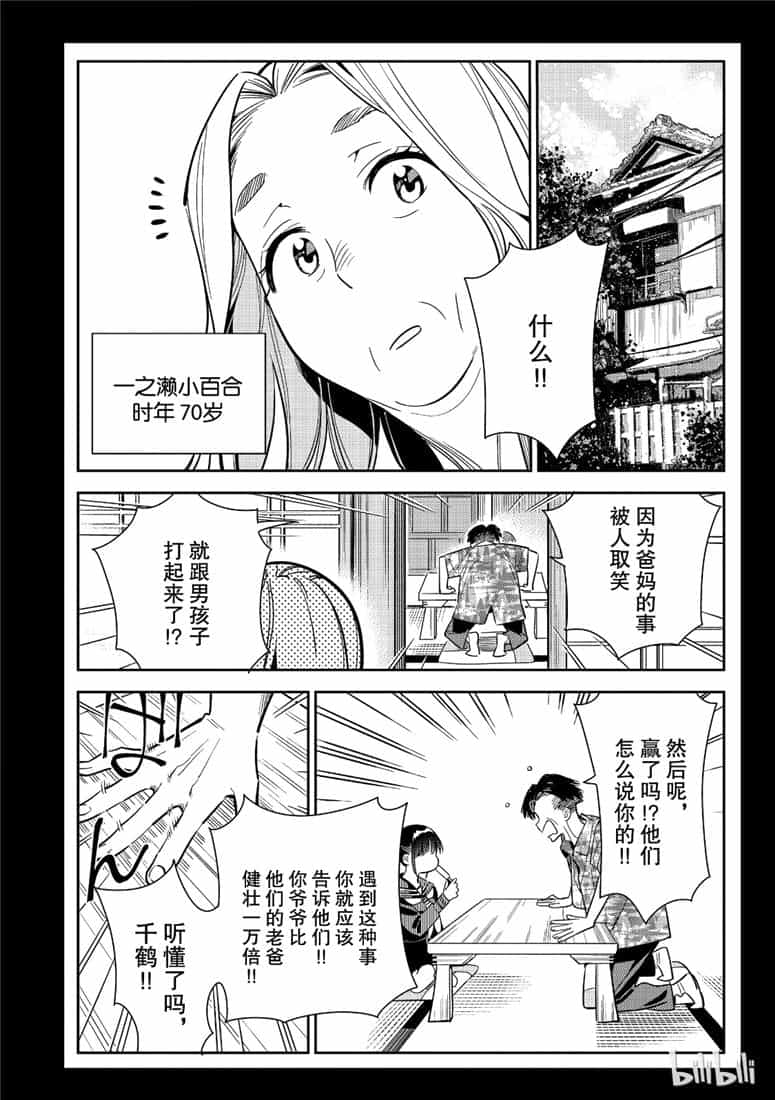 什么!!
一之濑小百合
时年 70岁
因为爸妈的事
被人取笑
就跟男孩子
打起来了!?
然后呢，
赢了吗!?他们
怎么说你的!!
遇到这种事
你就应该
告诉他们!!
你爷爷比
他们的老爸
健壮一万倍!!
ばん
听懂了吗，
千鹤!!
bilibili